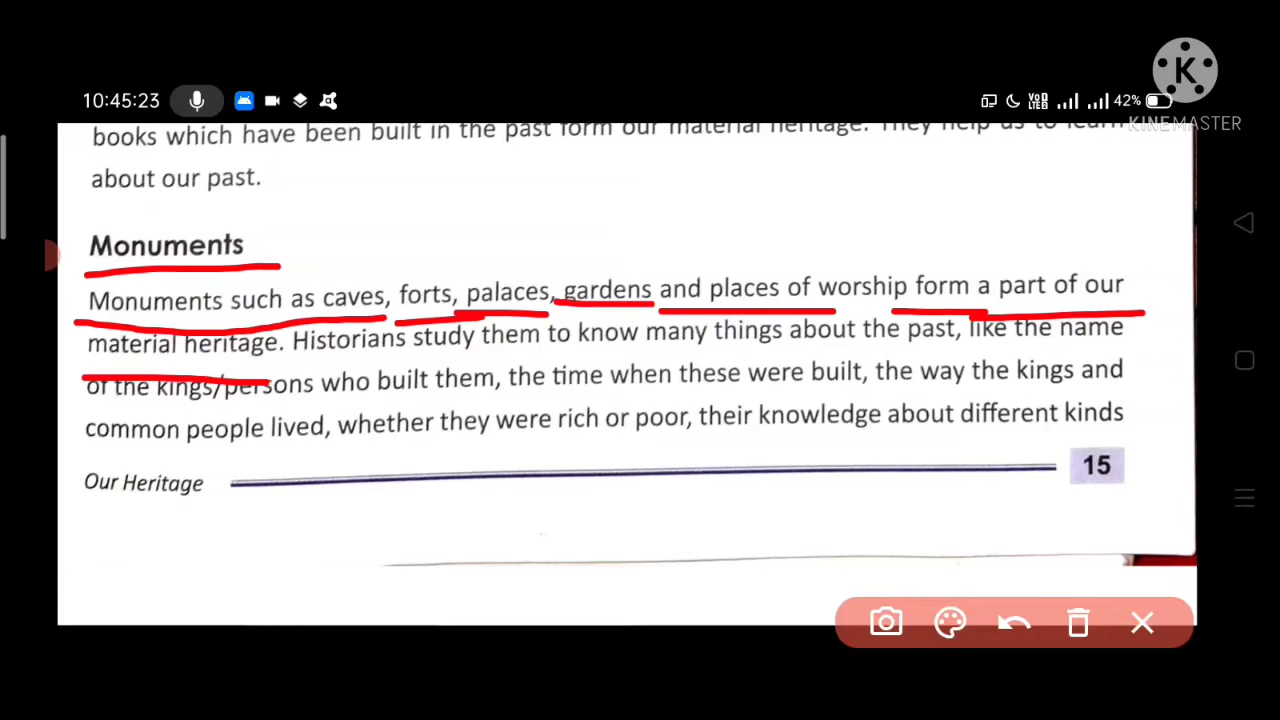 10:45:23
VoD LTE 42%
KINEMASTER
books which have been built in the past form our material heritage. They help us to learn
about our past.
Monuments
Monuments such as caves, forts, palaces, gardens and places of worship form a part of our
material heritage. Historians study them to know many things about the past, like the name
of the kings/persons who built them, the time when these were built, the way the kings and
common people lived, whether they were rich or poor, their knowledge about different kinds
Our Heritage 15